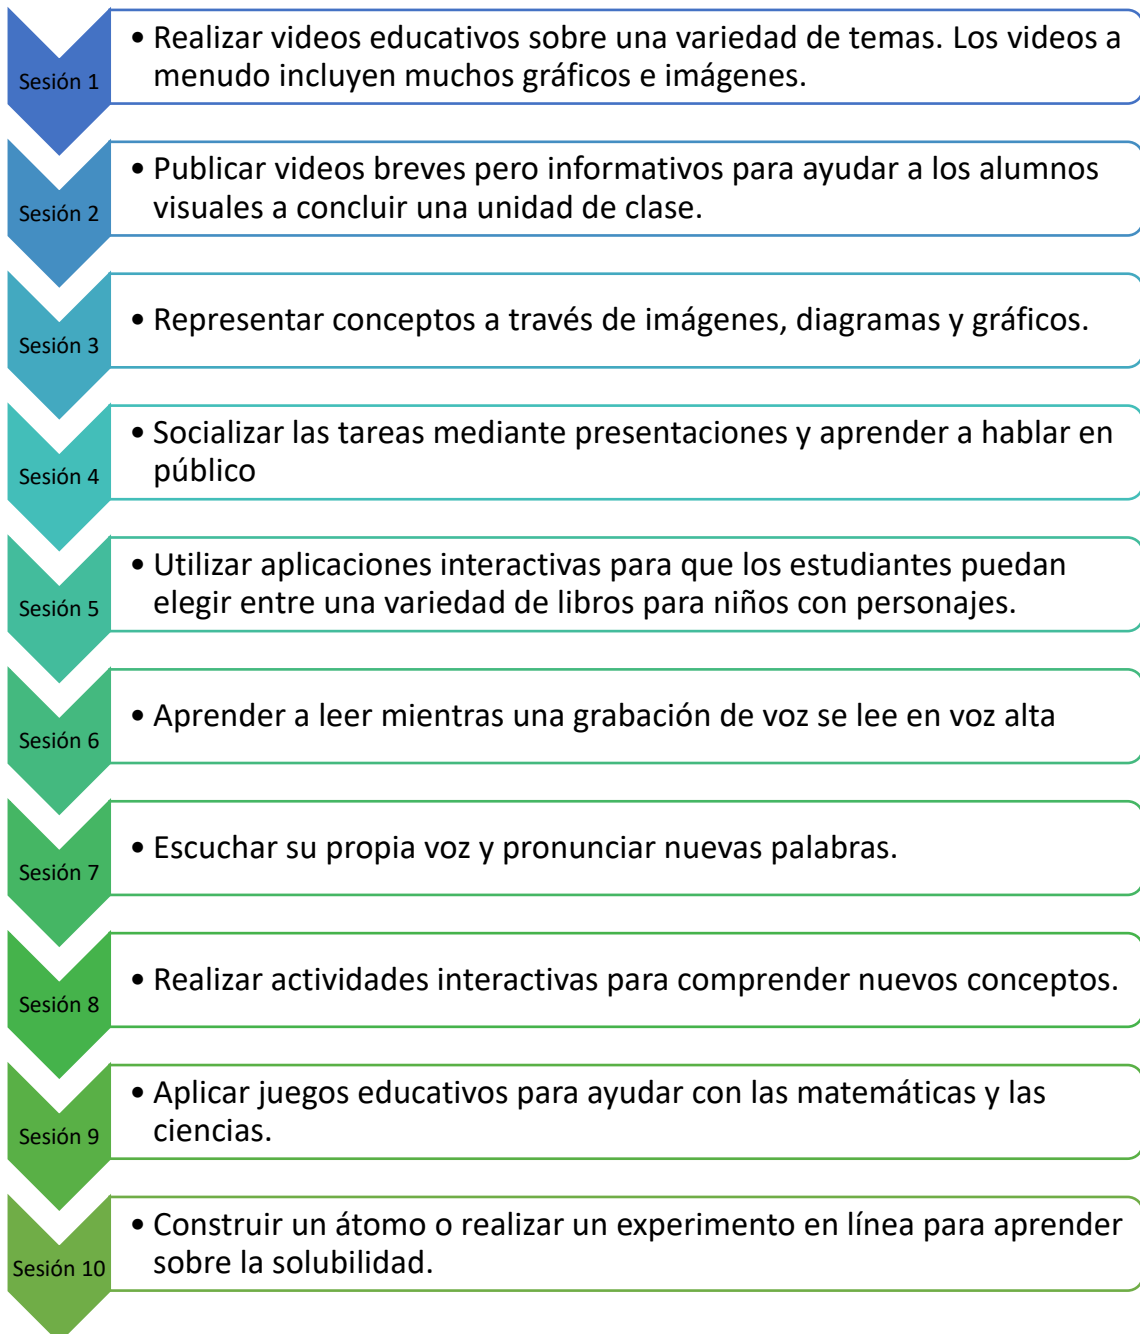 Sesión 1
• Realizar videos educativos sobre una variedad de temas. Los videos a
menudo incluyen muchos gráficos e imágenes.
Sesión 2
• Publicar videos breves pero informativos para ayudar a los alumnos
visuales a concluir una unidad de clase.
Sesión 3
• Representar conceptos a través de imágenes, diagramas y gráficos.
Sesión 4
• Socializar las tareas mediante presentaciones y aprender a hablar en
público
Sesión 5
• Utilizar aplicaciones interactivas para que los estudiantes puedan
elegir entre una variedad de libros para niños con personajes.
Sesión 6
• Aprender a leer mientras una grabación de voz se lee en voz alta
Sesión 7
• Escuchar su propia voz y pronunciar nuevas palabras.
Sesión 8
• Realizar actividades interactivas para comprender nuevos conceptos.
Sesión 9
• Aplicar juegos educativos para ayudar con las matemáticas y las
ciencias.
Sesión 10
• Construir un átomo o realizar un experimento en línea para aprender
sobre la solubilidad.